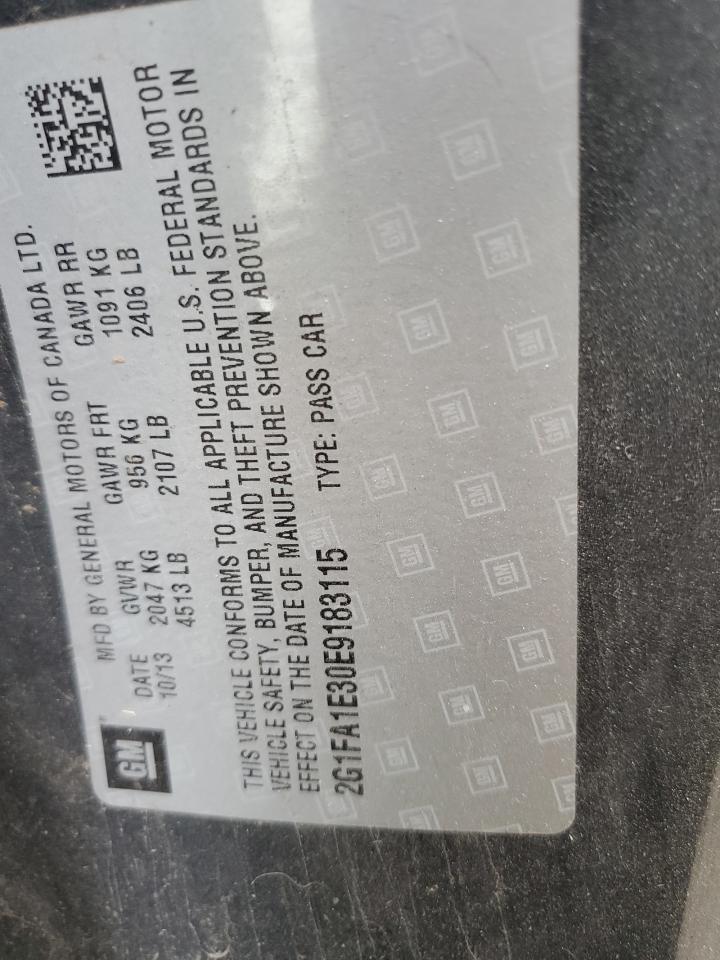 GM
MFD BY GENERAL MOTORS OF CANADA LTD.
DATE GVWR GAWR FRT GAWR RR
10/13 2047 KG 956 KG 1091 KG
4513 LB 2107 LB 2406 LB
THIS VEHICLE CONFORMS TO ALL APPLICABLE U.S. FEDERAL MOTOR
VEHICLE SAFETY, BUMPER, AND THEFT PREVENTION STANDARDS IN
EFFECT ON THE DATE OF MANUFACTURE SHOWN ABOVE.
2G1FA1E30E9183115 TYPE: PASS CAR